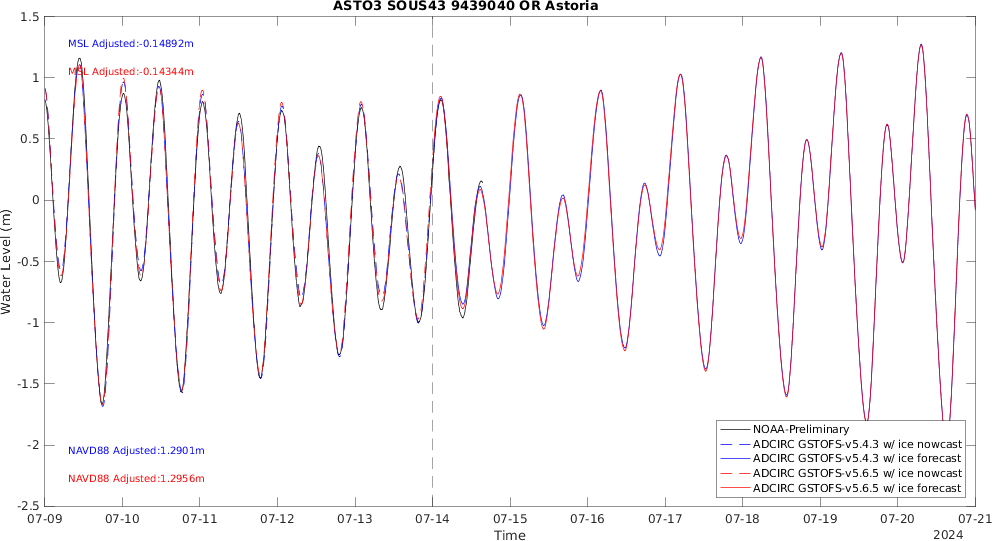 ASTO3 SOUS43 9439040 OR Astoria
MSL Adjusted:-0.14892m
MSL Adjusted:-0.14344m
NAVD88 Adjusted:1.2901m
NAVD88 Adjusted:1.2956m
Water Level (m)
1.5
1
0.5
0
-0.5
-1
-1.5
-2
-2.5
NOAA-Preliminary
ADCIRC GSTOFS-v5.4.3 w/ ice nowcast
ADCIRC GSTOFS-v5.4.3 w/ ice forecast
ADCIRC GSTOFS-v5.6.5 w/ ice nowcast
ADCIRC GSTOFS-v5.6.5 w/ ice forecast
07-09 07-10 07-11 07-12 07-13 07-14 07-15 07-16 07-17 07-18 07-19 07-20 07-21
Time
2024